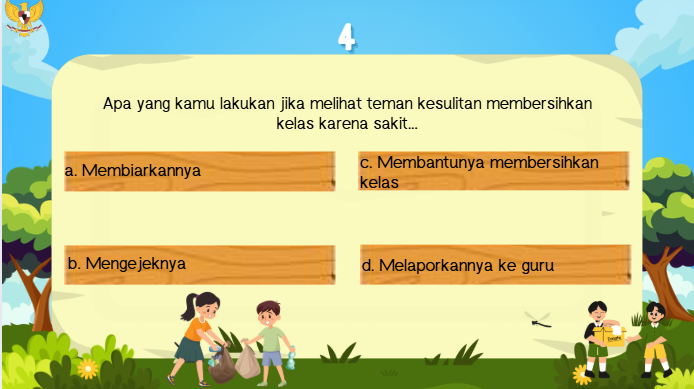 4
Apa yang kamu lakukan jika melihat teman kesulitan membersihkan
kelas karena sakit...
a. Membiarkannya
c. Membantunya membersihkan
kelas
b. Mengejeknya
d. Melaporkannya ke guru